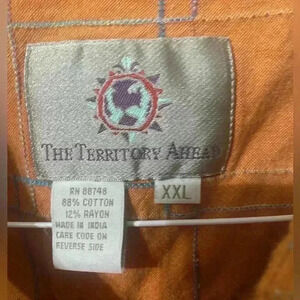 THE TERRITORY AHEAD
XXL
RN 88748
88% COTTON
12% RAYON
MADE IN INDIA
CARE CODE ON
REVERSE SIDE